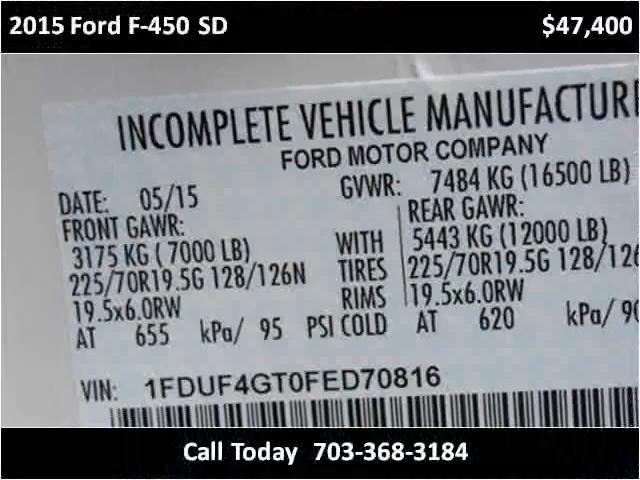 2015 Ford F-450 SD $47,400
INCOMPLETE VEHICLE MANUFACTUR
FORD MOTOR COMPANY
DATE: 05/15 GVWR: 7484 KG (16500 LB)
FRONT GAWR: REAR GAWR:
3175 KG ( 7000 LB) WITH 5443 KG (12000 LB)
225/70R19.5G 128/126N TIRES 225/70R19.5G 128/126
19.5x6.0RW RIMS 19.5x6.0RW
AT 655 kPa/ 95 PSI COLD AT 620 kPa/ 90
VIN: 1FDUF4GT0FED70816
Call Today 703-368-3184